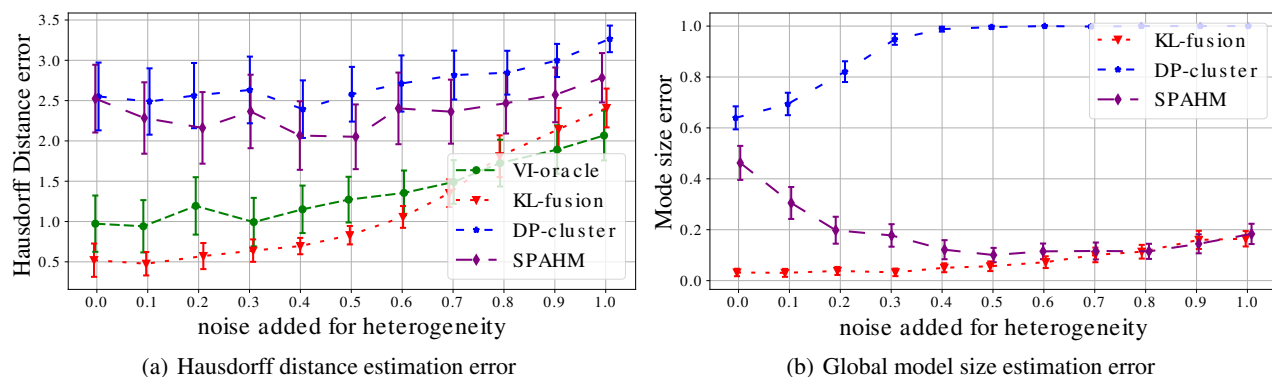 3.5
3.0
2.5
2.0
1.5
1.0
0.5
Hausdorff Distance error
0.0 0.1 0.2 0.3 0.4 0.5 0.6 0.7 0.8 0.9 1.0
noise added for heterogeneity
VI-oracle
KL-fusion
DP-cluster
SPAHM
(a) Hausdorff distance estimation error
1.0
0.8
0.6
0.4
0.2
0.0
Mode size error
0.0 0.1 0.2 0.3 0.4 0.5 0.6 0.7 0.8 0.9 1.0
noise added for heterogeneity
KL-fusion
DP-cluster
SPAHM
(b) Global model size estimation error